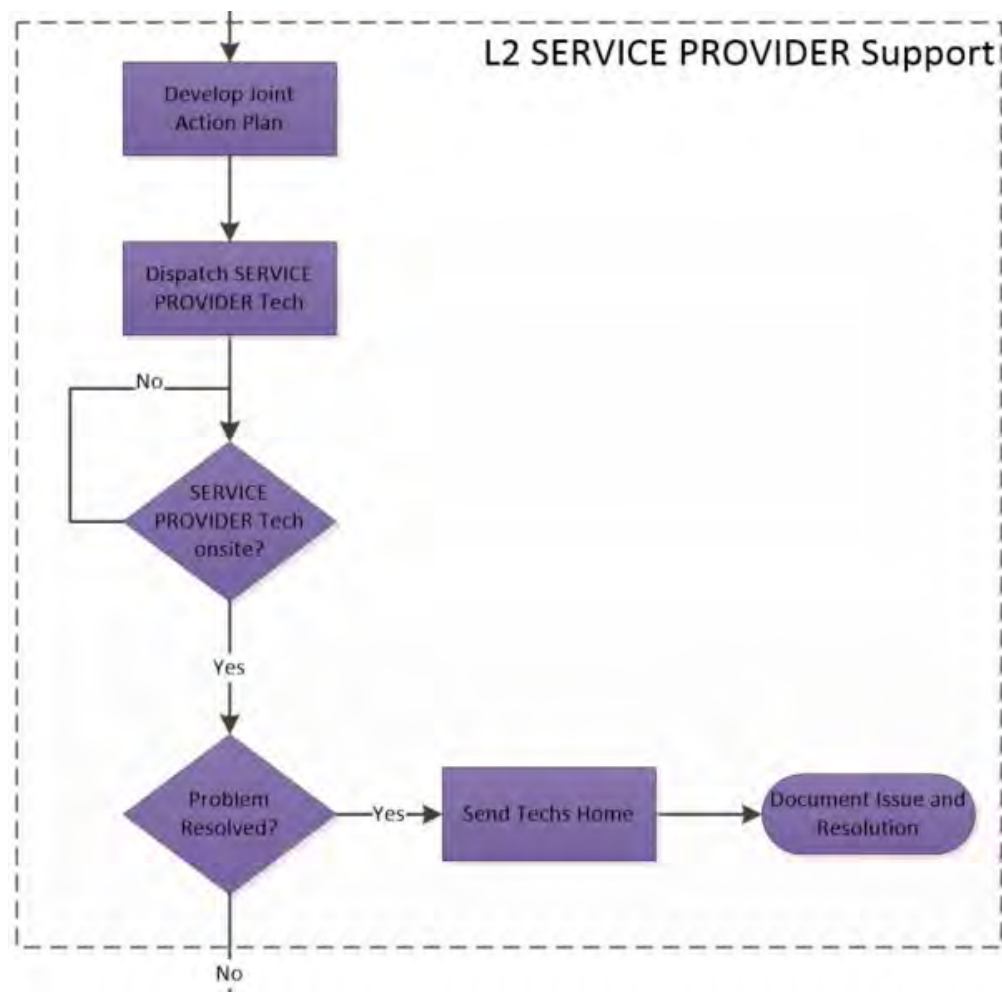 L2 SERVICE PROVIDER Support
Develop Joint
Action Plan
Dispatch SERVICE
PROVIDER Tech
No
SERVICE
PROVIDER Tech
onsite?
Yes
Problem
Resolved?
Yes
Send Techs Home
Document Issue and
Resolution
No